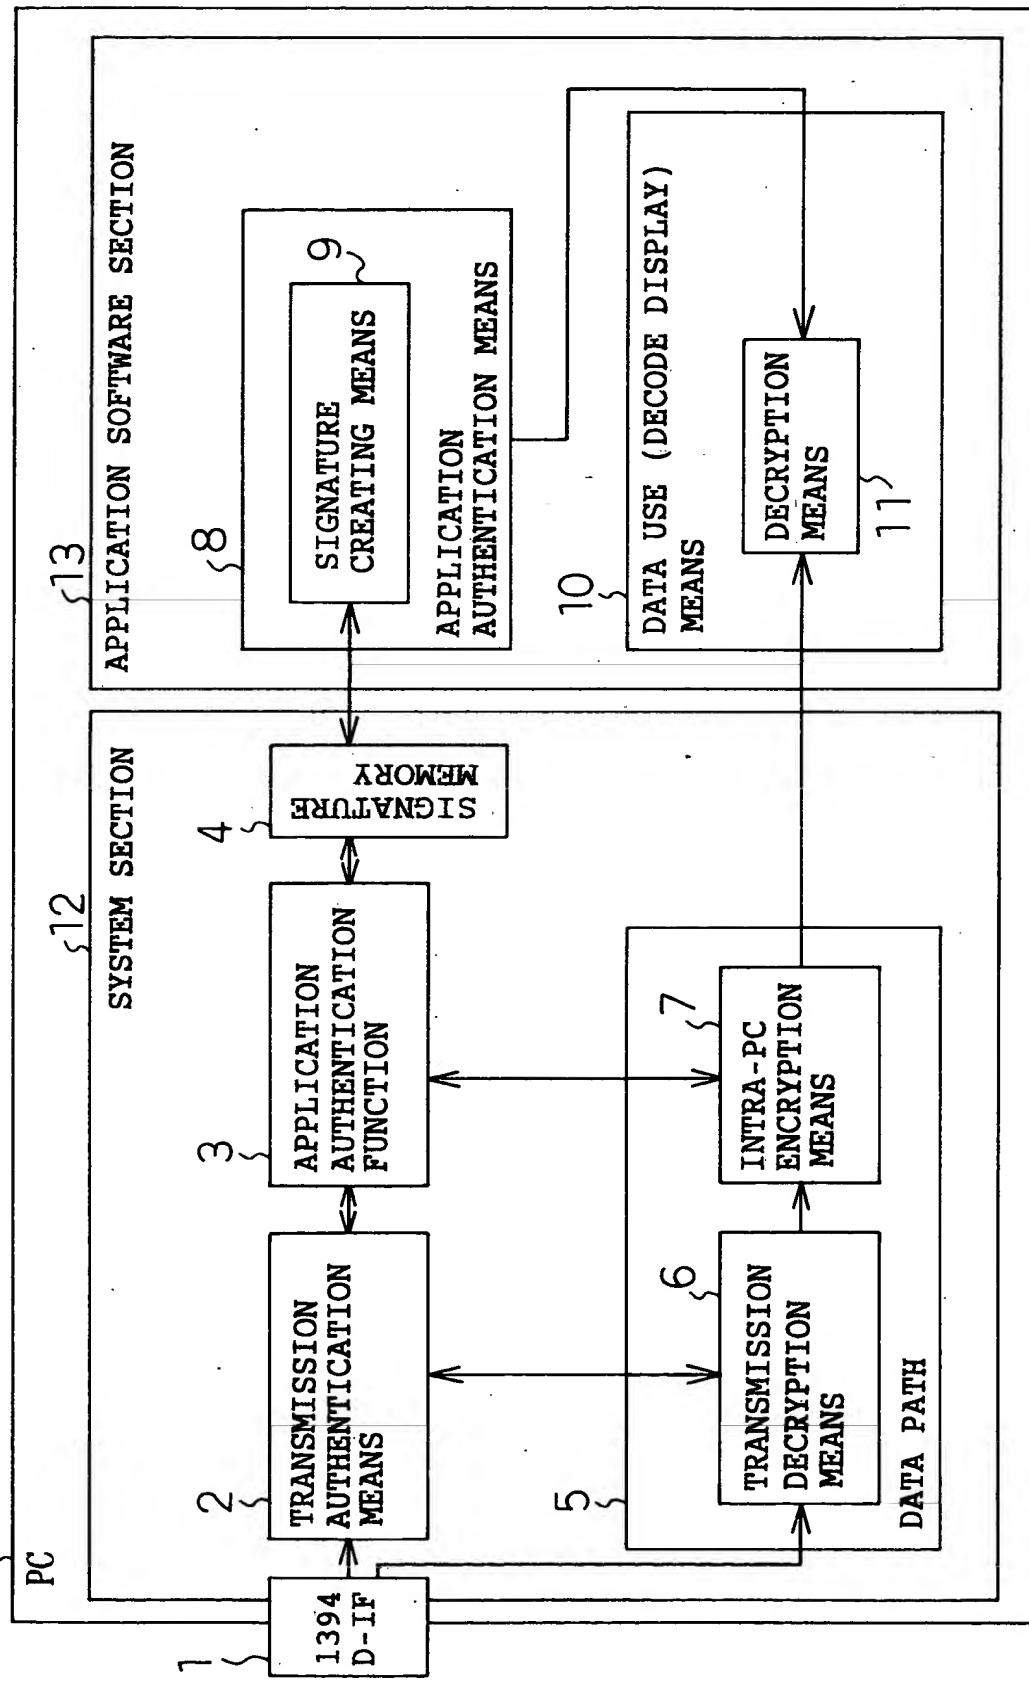 PC
12
SYSTEM SECTION
13
APPLICATION SOFTWARE SECTION
1
1394
D-IF
2
TRANSMISSION
AUTHENTICATION
MEANS
3
APPLICATION
AUTHENTICATION
FUNCTION
4
SIGNATURE
MEMORY
8
SIGNATURE
CREATING MEANS
9
APPLICATION
AUTHENTICATION MEANS
5
TRANSMISSION
DECRYPTION
MEANS
6
INTRA-PC
ENCRYPTION
MEANS
7
DATA PATH
10
DATA USE (DECODE DISPLAY)
MEANS
DECRYPTION
MEANS
11